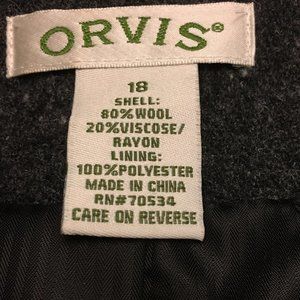 ORVIS®
18
SHELL:
80%WOOL
20%VISCOSE/
RAYON
LINING:
100%POLYESTER
MADE IN CHINA
RN#70534
CARE ON REVERSE